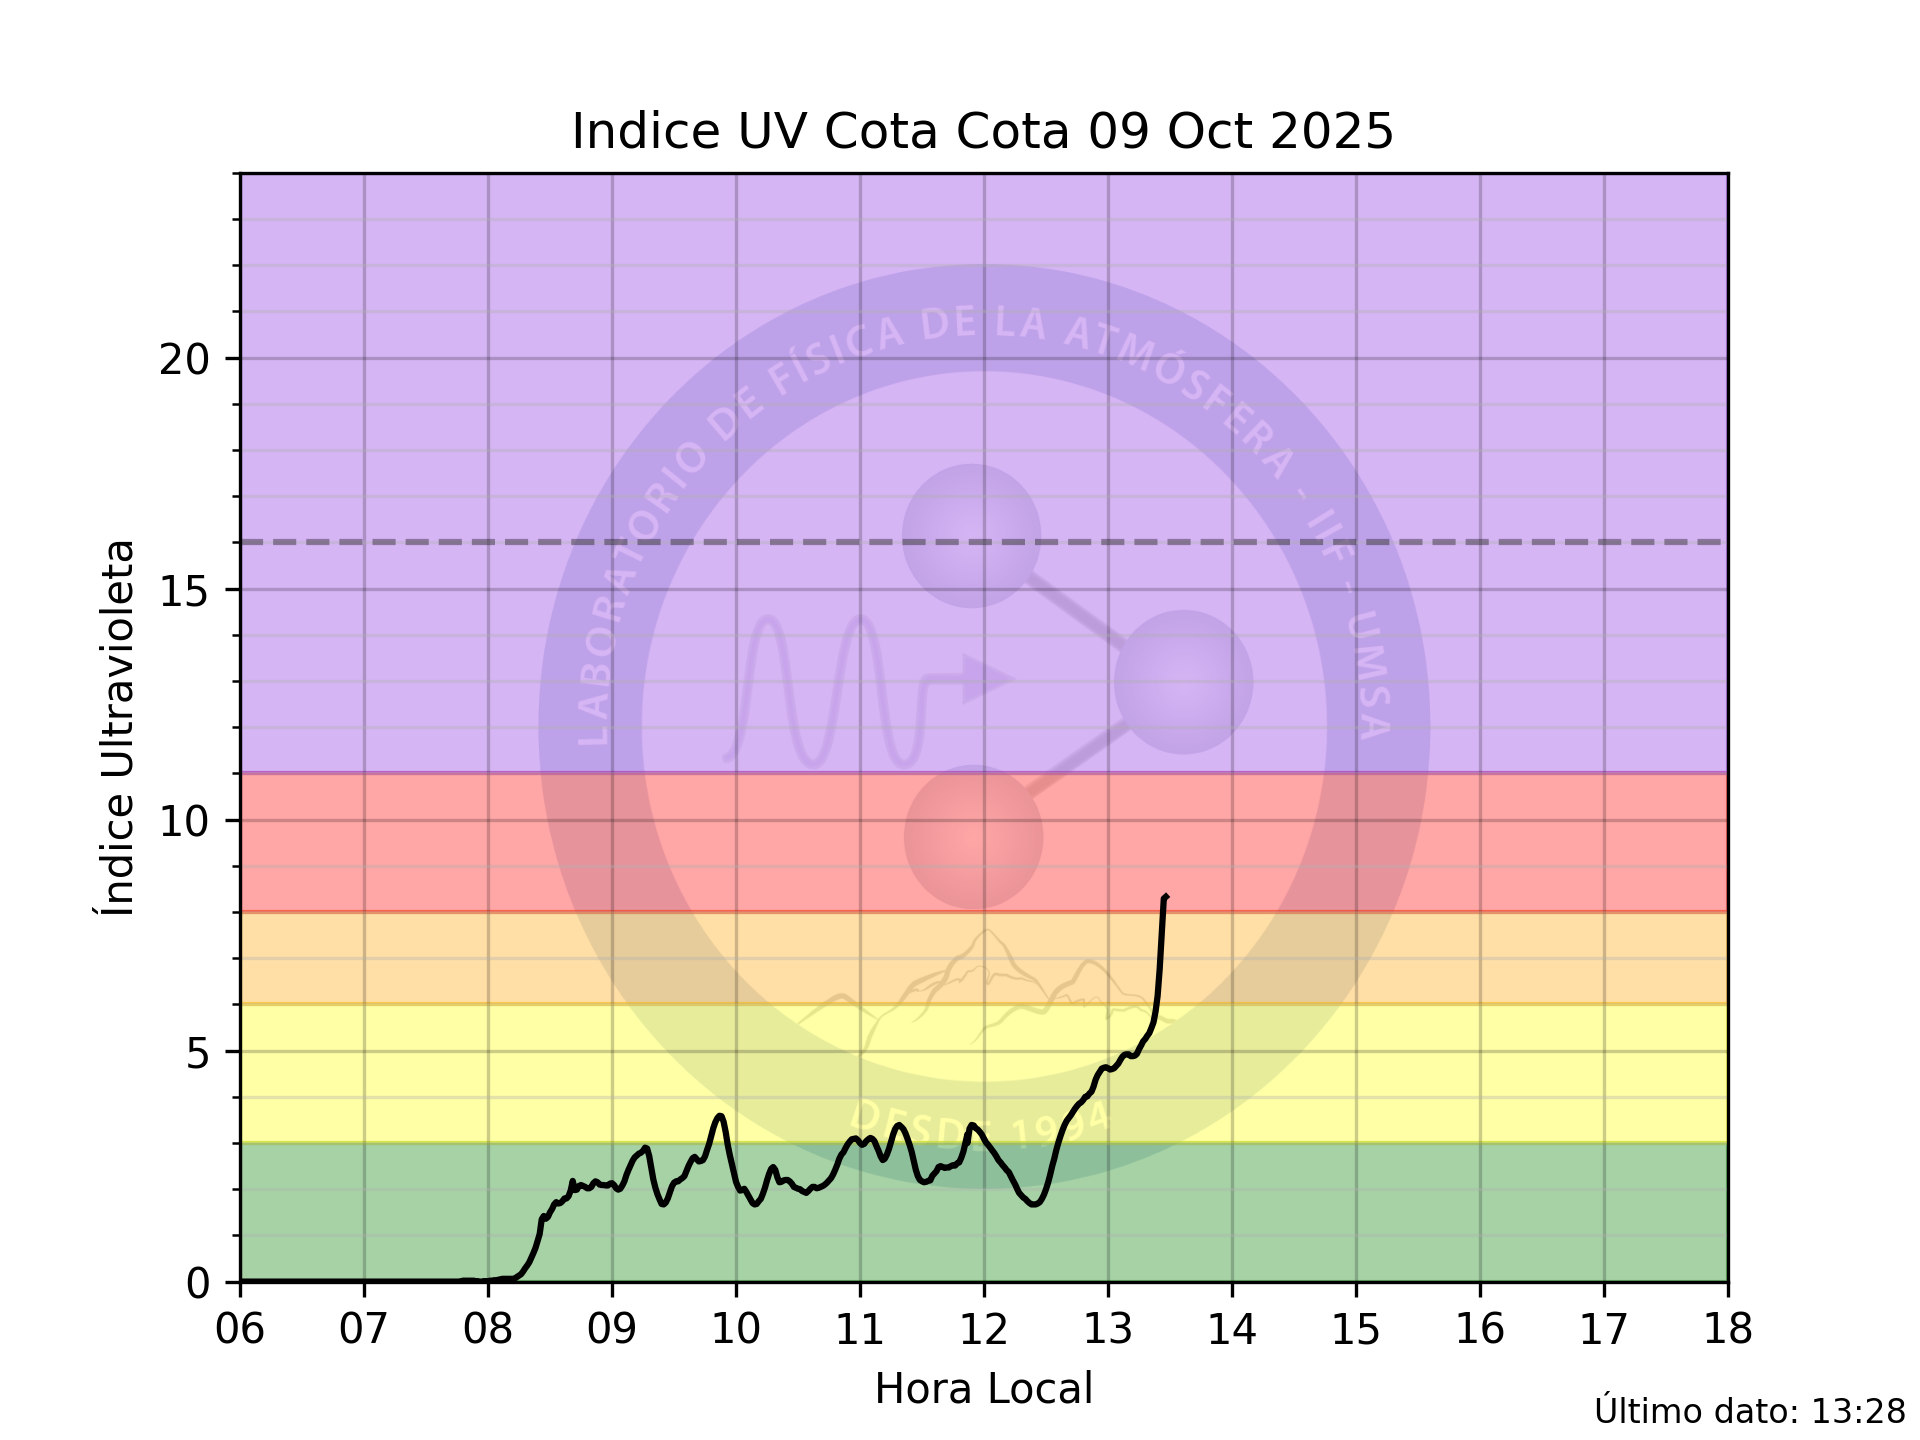 Indice UV Cota Cota 09 Oct 2025
LABORATORIO DE FÍSICA DE LA ATMÓSFERA - IIF - UMSA
DESDE 1994
Índice Ultravioleta
20
15
10
5
0
06 07 08 09 10 11 12 13 14 15 16 17 18
Hora Local
Último dato: 13:28